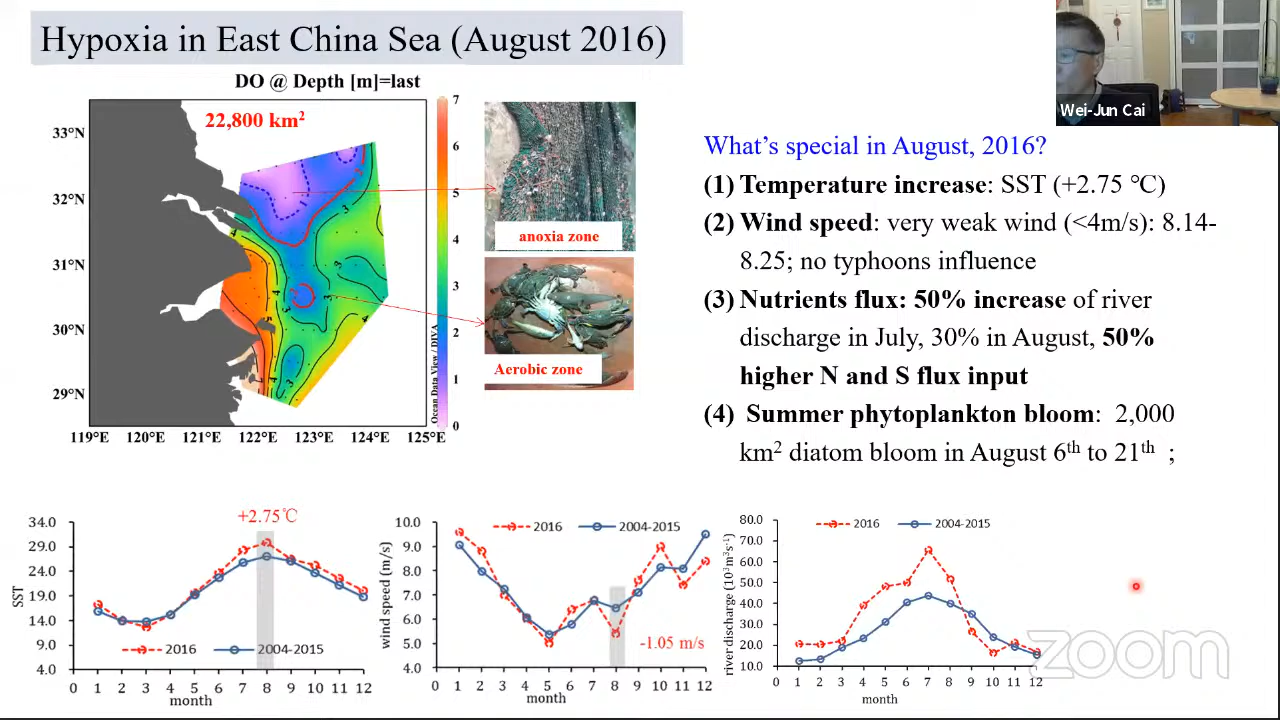 Hypoxia in East China Sea (August 2016)
Wei-Jun Cai
DO @ Depth [m]=last
22,800 km²
33°N
32°N
31°N
30°N
29°N
119°E 120°E 121°E 122°E 123°E 124°E 125°E
7
6
5
4
3
2
1
0
Ocean Data View / DIVA
anoxia zone
Aerobic zone
What's special in August, 2016?
(1) Temperature increase: SST (+2.75 ℃)
(2) Wind speed: very weak wind (<4m/s): 8.14-
8.25; no typhoons influence
(3) Nutrients flux: 50% increase of river
discharge in July, 30% in August, 50%
higher N and S flux input
(4) Summer phytoplankton bloom: 2,000
km² diatom bloom in August 6th to 21th ;
+2.75℃
34.0
29.0
24.0
19.0
14.0
9.0
4.0
SST
2016 2004-2015
0 1 2 3 4 5 6 7 8 9 10 11 12
month
10.0
9.0
8.0
7.0
6.0
5.0
4.0
wind speed (m/s)
2016 2004-2015
-1.05 m/s
0 1 2 3 4 5 6 7 8 9 10 11 12
month
80.0
70.0
60.0
50.0
40.0
30.0
20.0
10.0
river discharge (10³m³s⁻¹)
2016 2004-2015
0 1 2 3 4 5 6 7 8 9 10 11 12
month
zoom